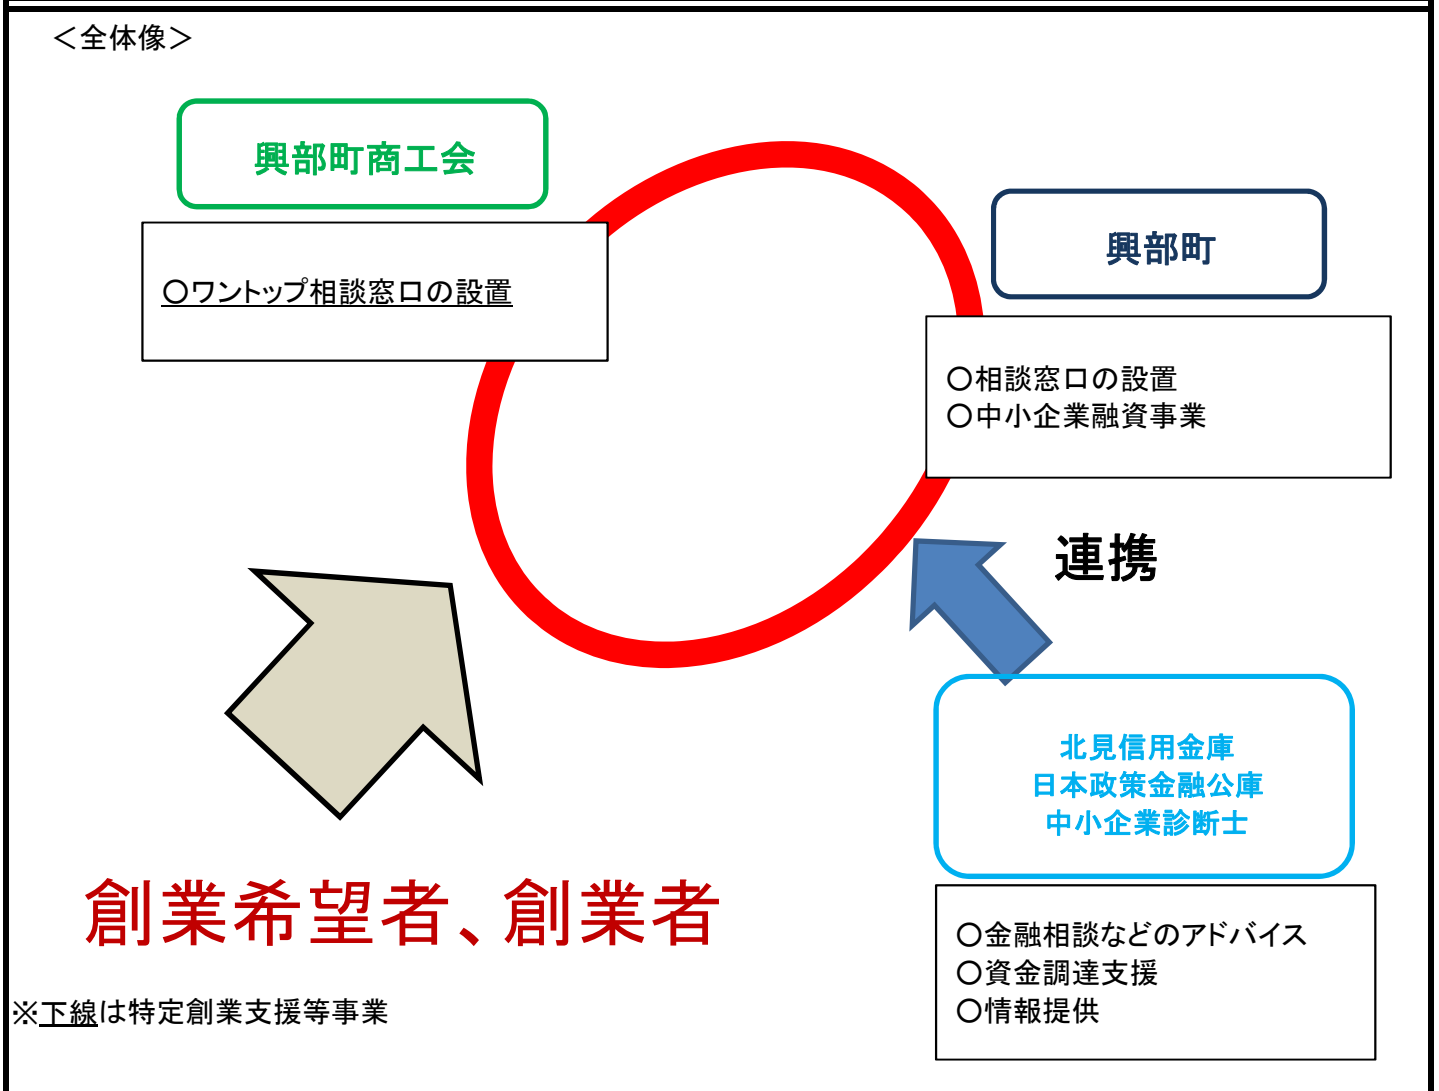 ＜全体像＞
興部町商工会
〇ワントップ相談窓口の設置
興部町
〇相談窓口の設置
〇中小企業融資事業
連携
北見信用金庫
日本政策金融公庫
中小企業診断士
創業希望者、創業者
〇金融相談などのアドバイス
〇資金調達支援
〇情報提供
※下線は特定創業支援等事業